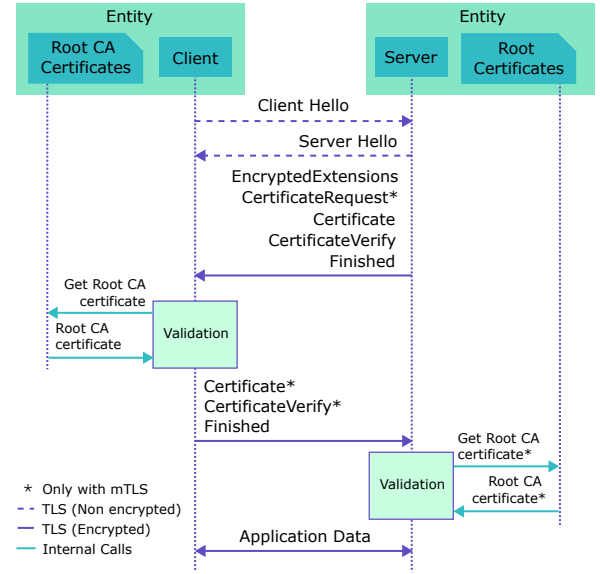 Entity
Entity
Root CA
Certificates
Client
Server
Root
Certificates
Client Hello
Server Hello
EncryptedExtensions
CertificateRequest*
Certificate
CertificateVerify
Finished
Get Root CA
certificate
Root CA
certificate
Validation
Certificate*
CertificateVerify*
Finished
Get Root CA
certificate*
Root CA
certificate*
Validation
* Only with mTLS
TLS (Non encrypted)
TLS (Encrypted)
Internal Calls
Application Data